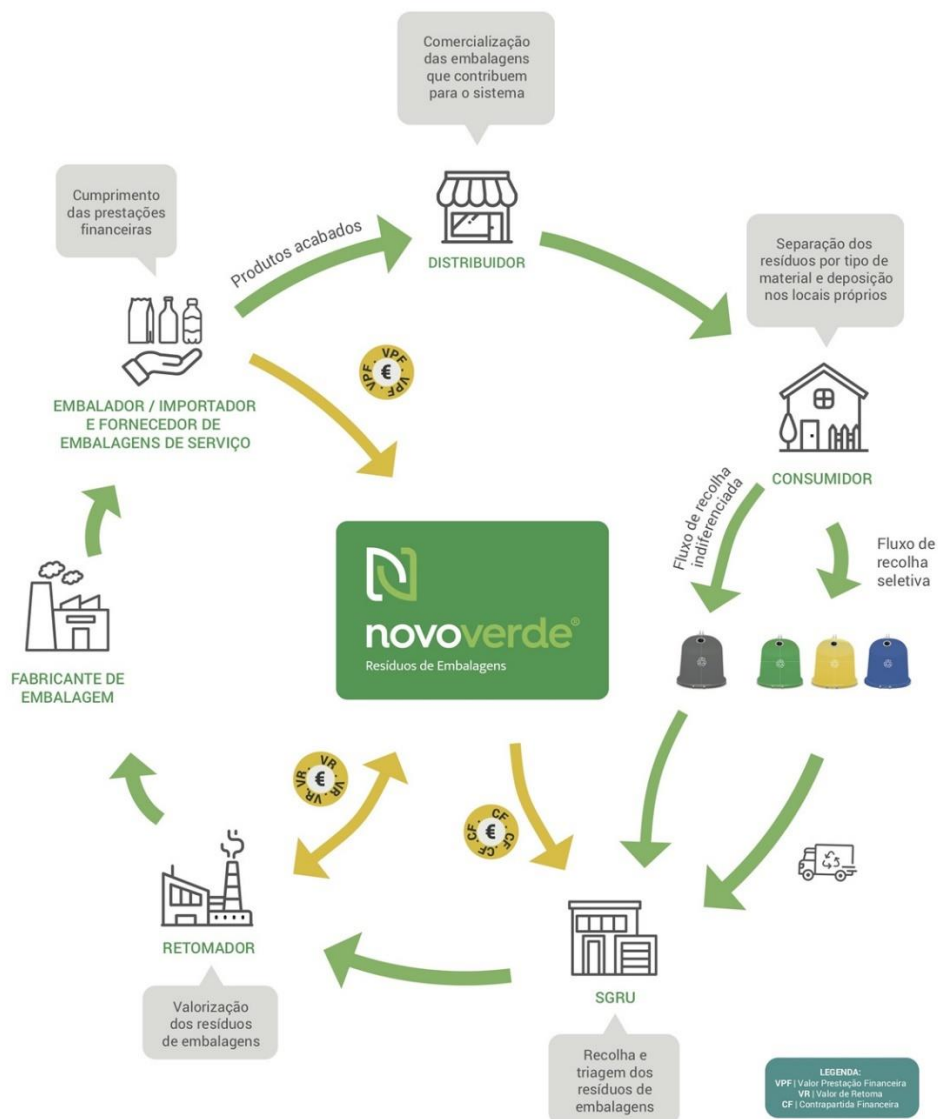 Comercialização
das embalagens
que contribuem
para o sistema
Cumprimento
das prestações
financeiras
Produtos acabados
DISTRIBUIDOR
Separação dos
resíduos por tipo de
material e deposição
nos locais próprios
VPF . VPF . VPF . VPF .
€
EMBALADOR / IMPORTADOR
E FORNECEDOR DE
EMBALAGENS DE SERVIÇO
CONSUMIDOR
Fluxo de recolha
indiferenciada
Fluxo de
recolha
seletiva
novoverde®
Resíduos de Embalagens
FABRICANTE DE
EMBALAGEM
VR . VR . VR . VR . VR .
€
CF . CF . CF . CF .
€
RETOMADOR
SGRU
Valorização
dos resíduos
de embalagens
Recolha e
triagem dos
resíduos de
embalagens
LEGENDA:
VPF | Valor Prestação Financeira
VR | Valor de Retoma
CF | Contrapartida Financeira